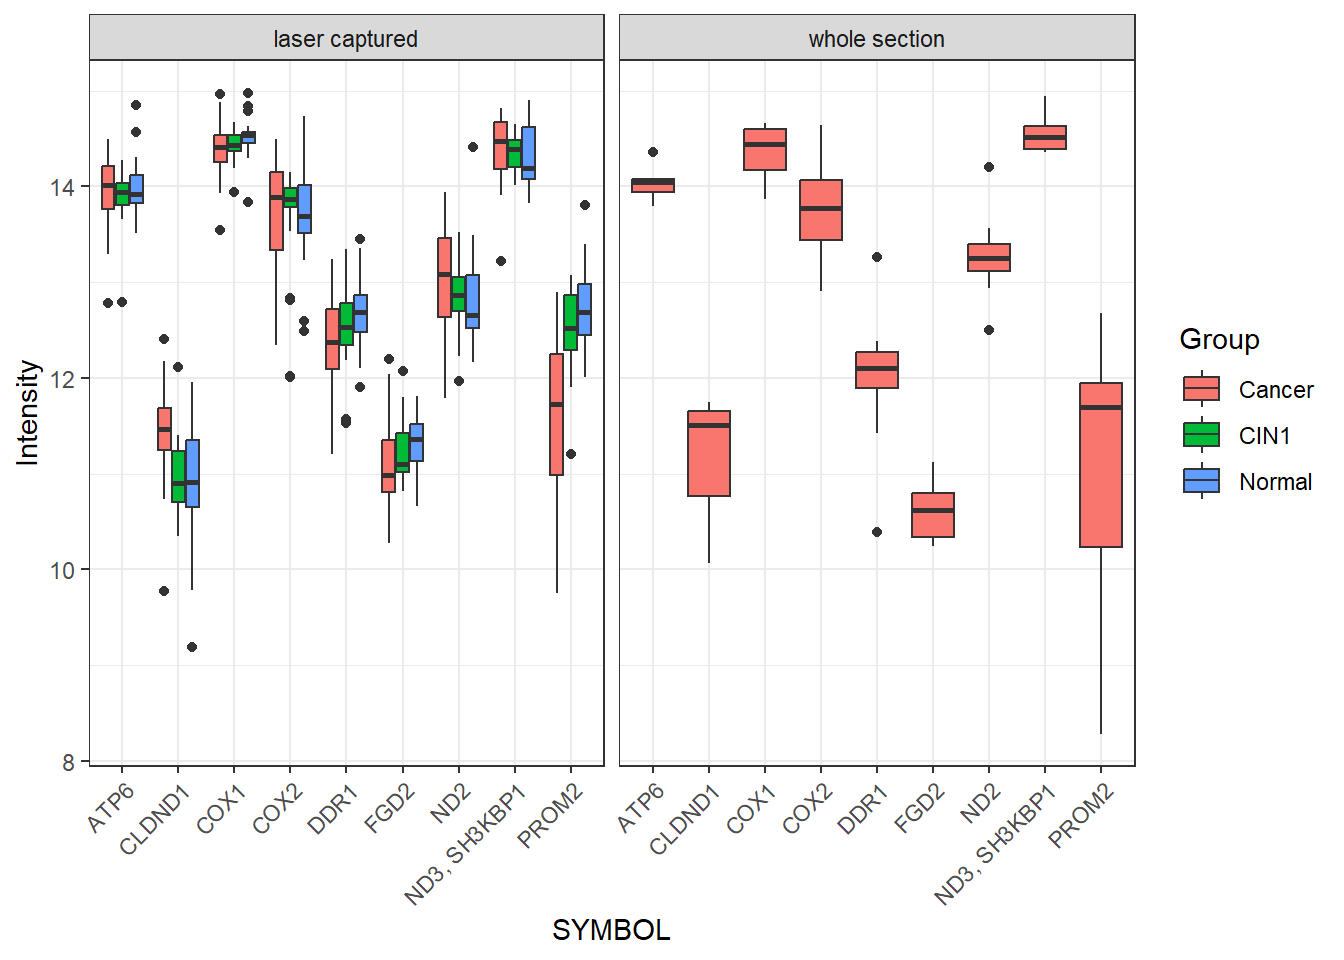 laser captured
whole section
Intensity
14
12
10
8
ATP6
CLDND1
COX1
COX2
DDR1
FGD2
ND2
ND3, SH3KBP1
PROM2
ATP6
CLDND1
COX1
COX2
DDR1
FGD2
ND2
ND3, SH3KBP1
PROM2
SYMBOL
Group
Cancer
CIN1
Normal